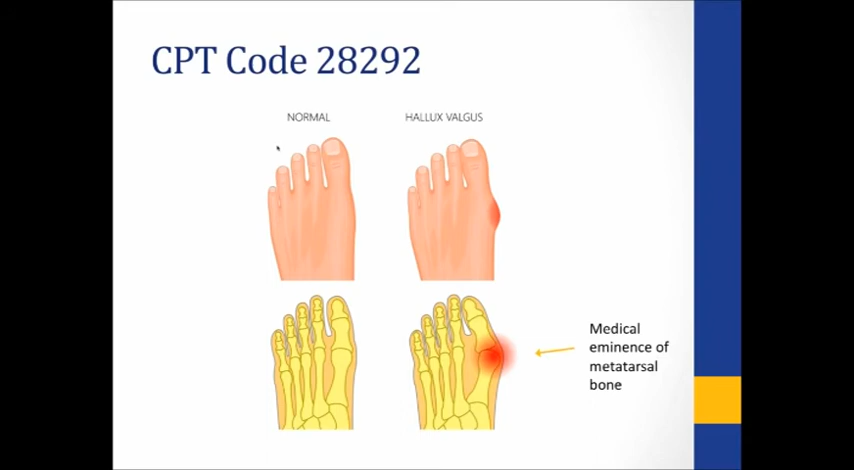 CPT Code 28292
NORMAL
HALLUX VALGUS
Medical
eminence of
metatarsal
bone